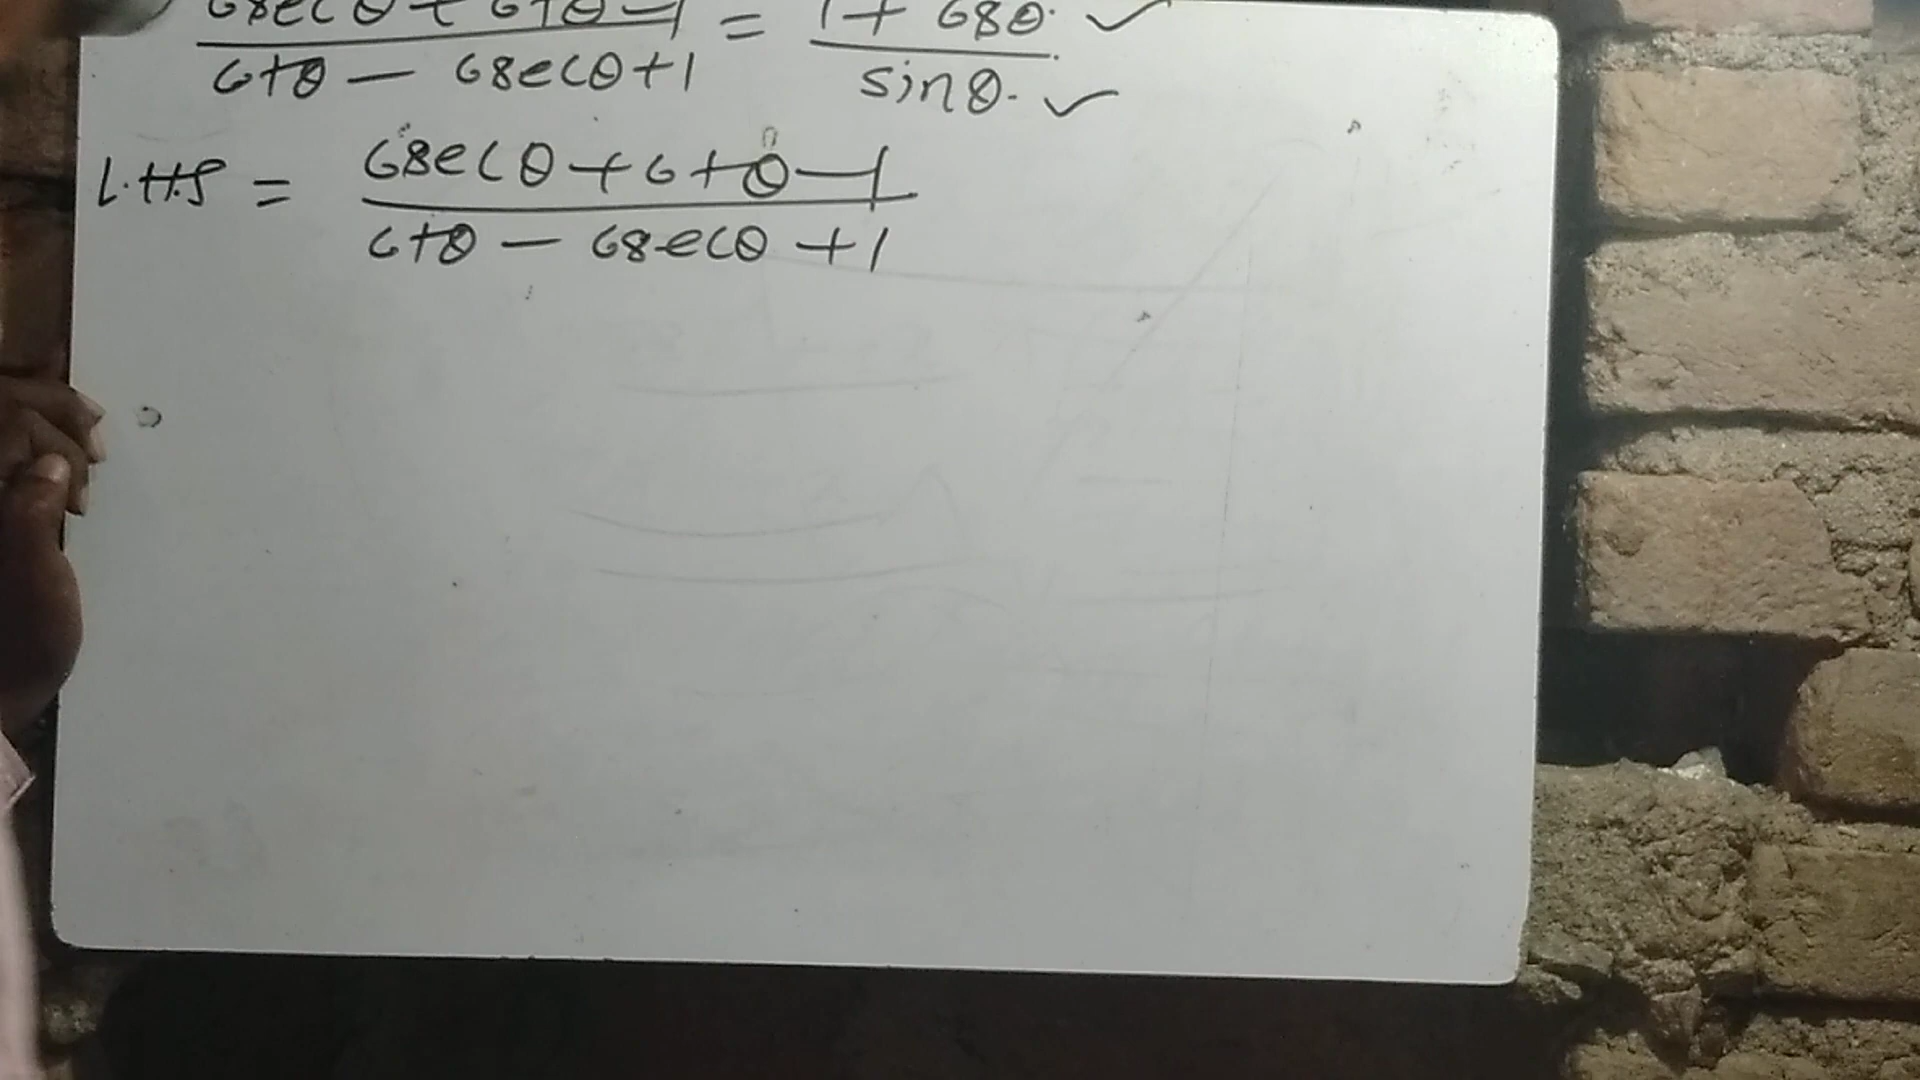 cosecθ + cotθ - 1 / cotθ - cosecθ + 1 = 1 + cosθ. ✓ / sinθ. ✓
L.H.S = cosecθ + cotθ - 1 / cotθ - cosecθ + 1